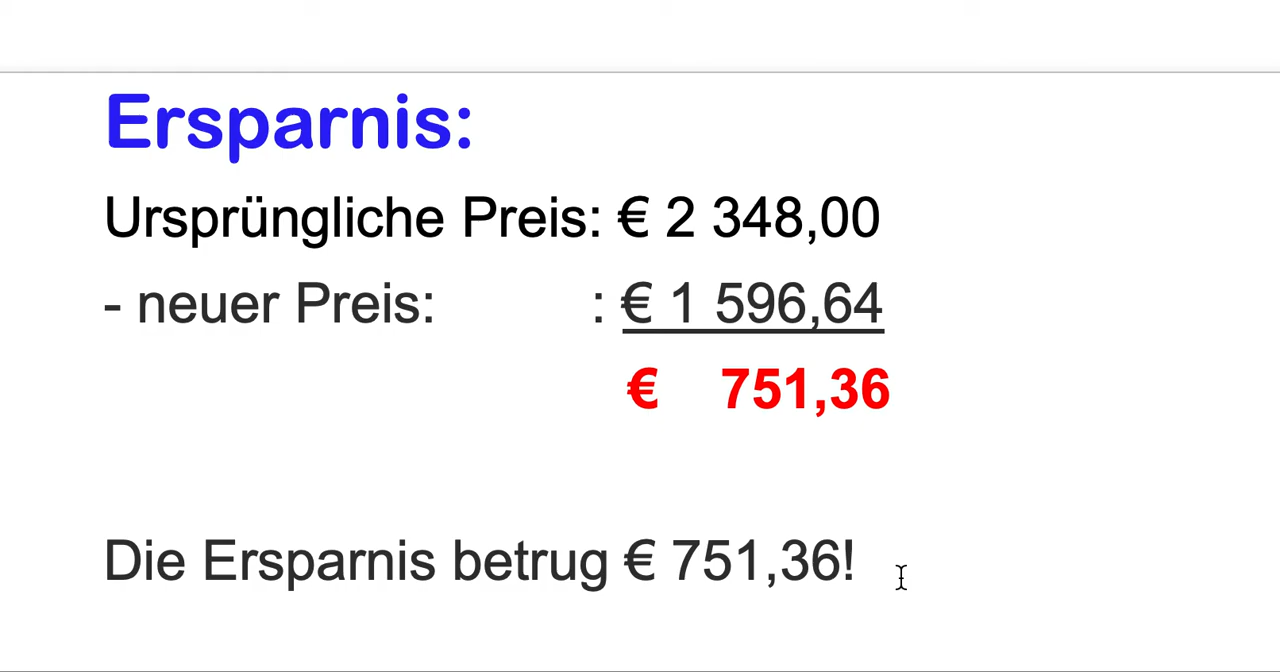 Ersparnis:
Ursprüngliche Preis: € 2 348,00
- neuer Preis: : € 1 596,64
€ 751,36
Die Ersparnis betrug € 751,36!